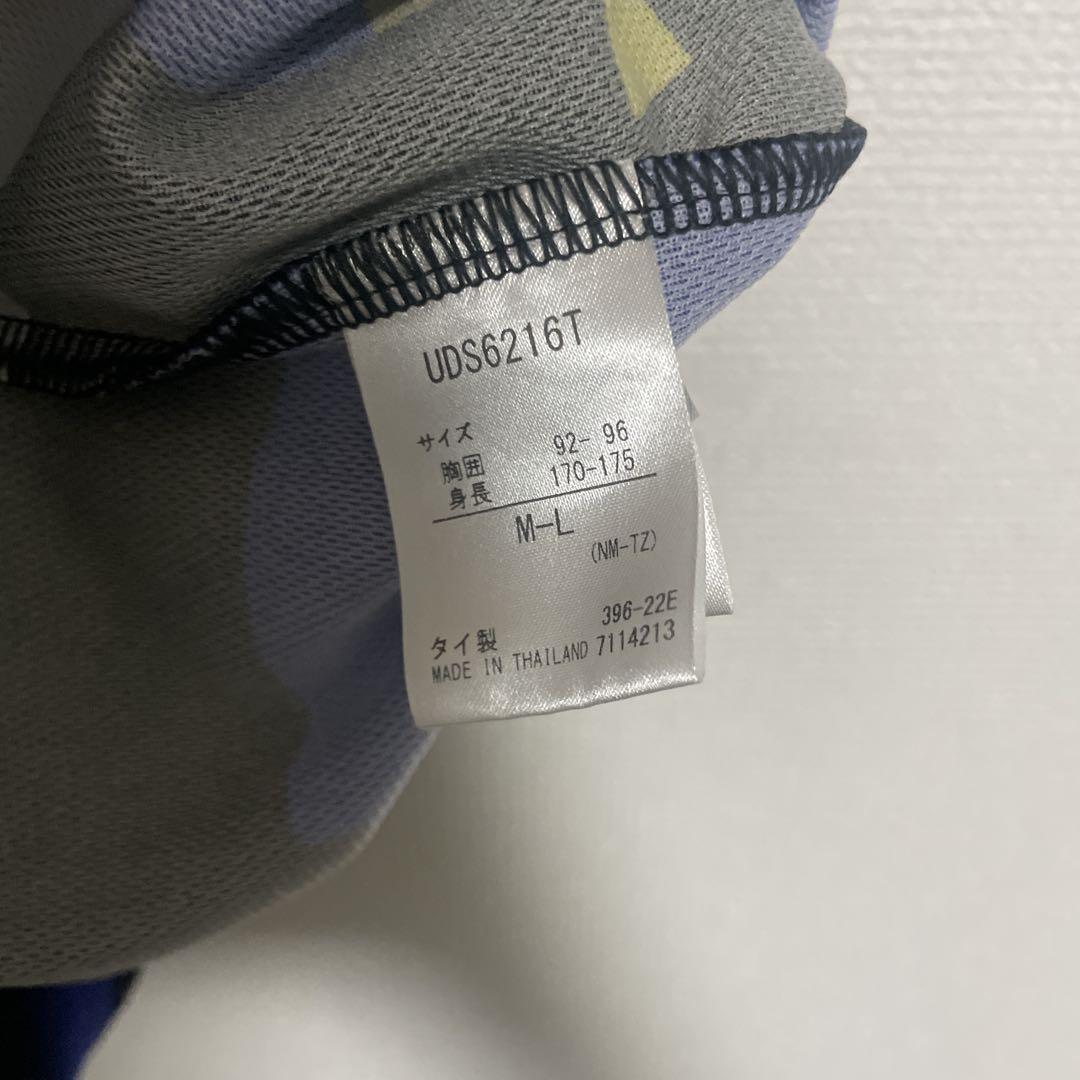 UDS6216T
サイズ
胸囲 92- 96
身長 170-175
M-L
(NM-TZ)
396-22E
タイ製
MADE IN THAILAND 7114213